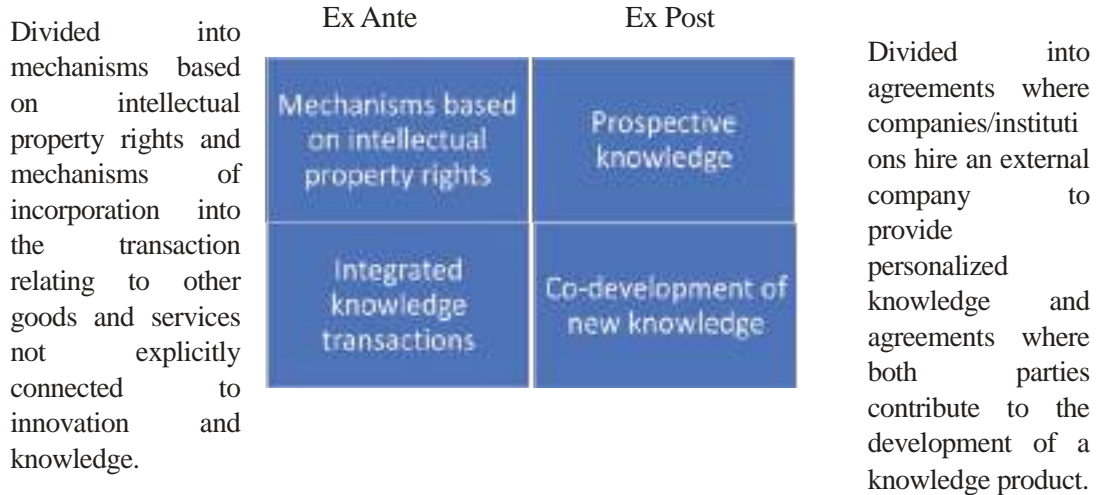 Ex Ante
Ex Post
Divided into
mechanisms based
on intellectual
property rights and
mechanisms of
incorporation into
the transaction
relating to other
goods and services
not explicitly
connected to
innovation and
knowledge.
Mechanisms based
on intellectual
property rights
Prospective
knowledge
Integrated
knowledge
transactions
Co-development of
new knowledge
Divided into
agreements where
companies/instituti
ons hire an external
company to
provide
personalized
knowledge and
agreements where
both parties
contribute to the
development of a
knowledge product.